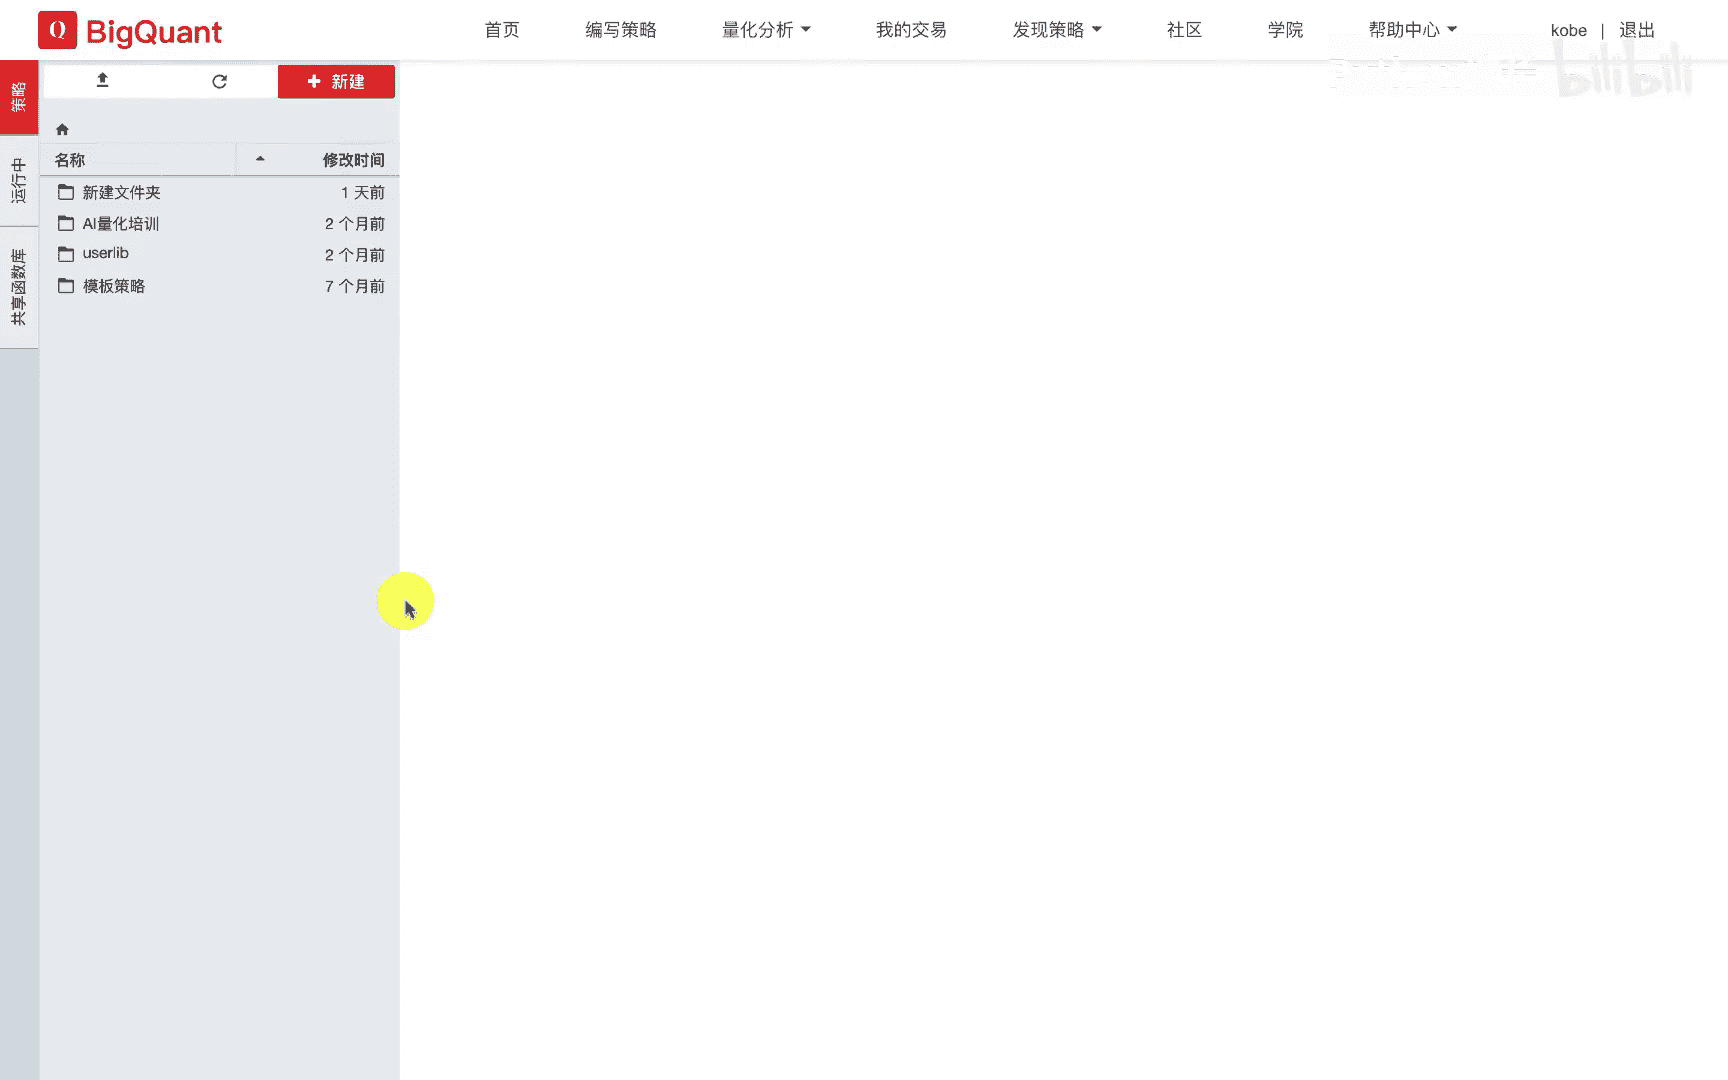 Q BigQuant
首页 编写策略 量化分析 我的交易 发现策略 社区 学院 帮助中心 kobe | 退出
bilibili
策略
运行中
共享函数库
新建
名称 修改时间
新建文件夹 1 天前
AI量化培训 2 个月前
userlib 2 个月前
模板策略 7 个月前